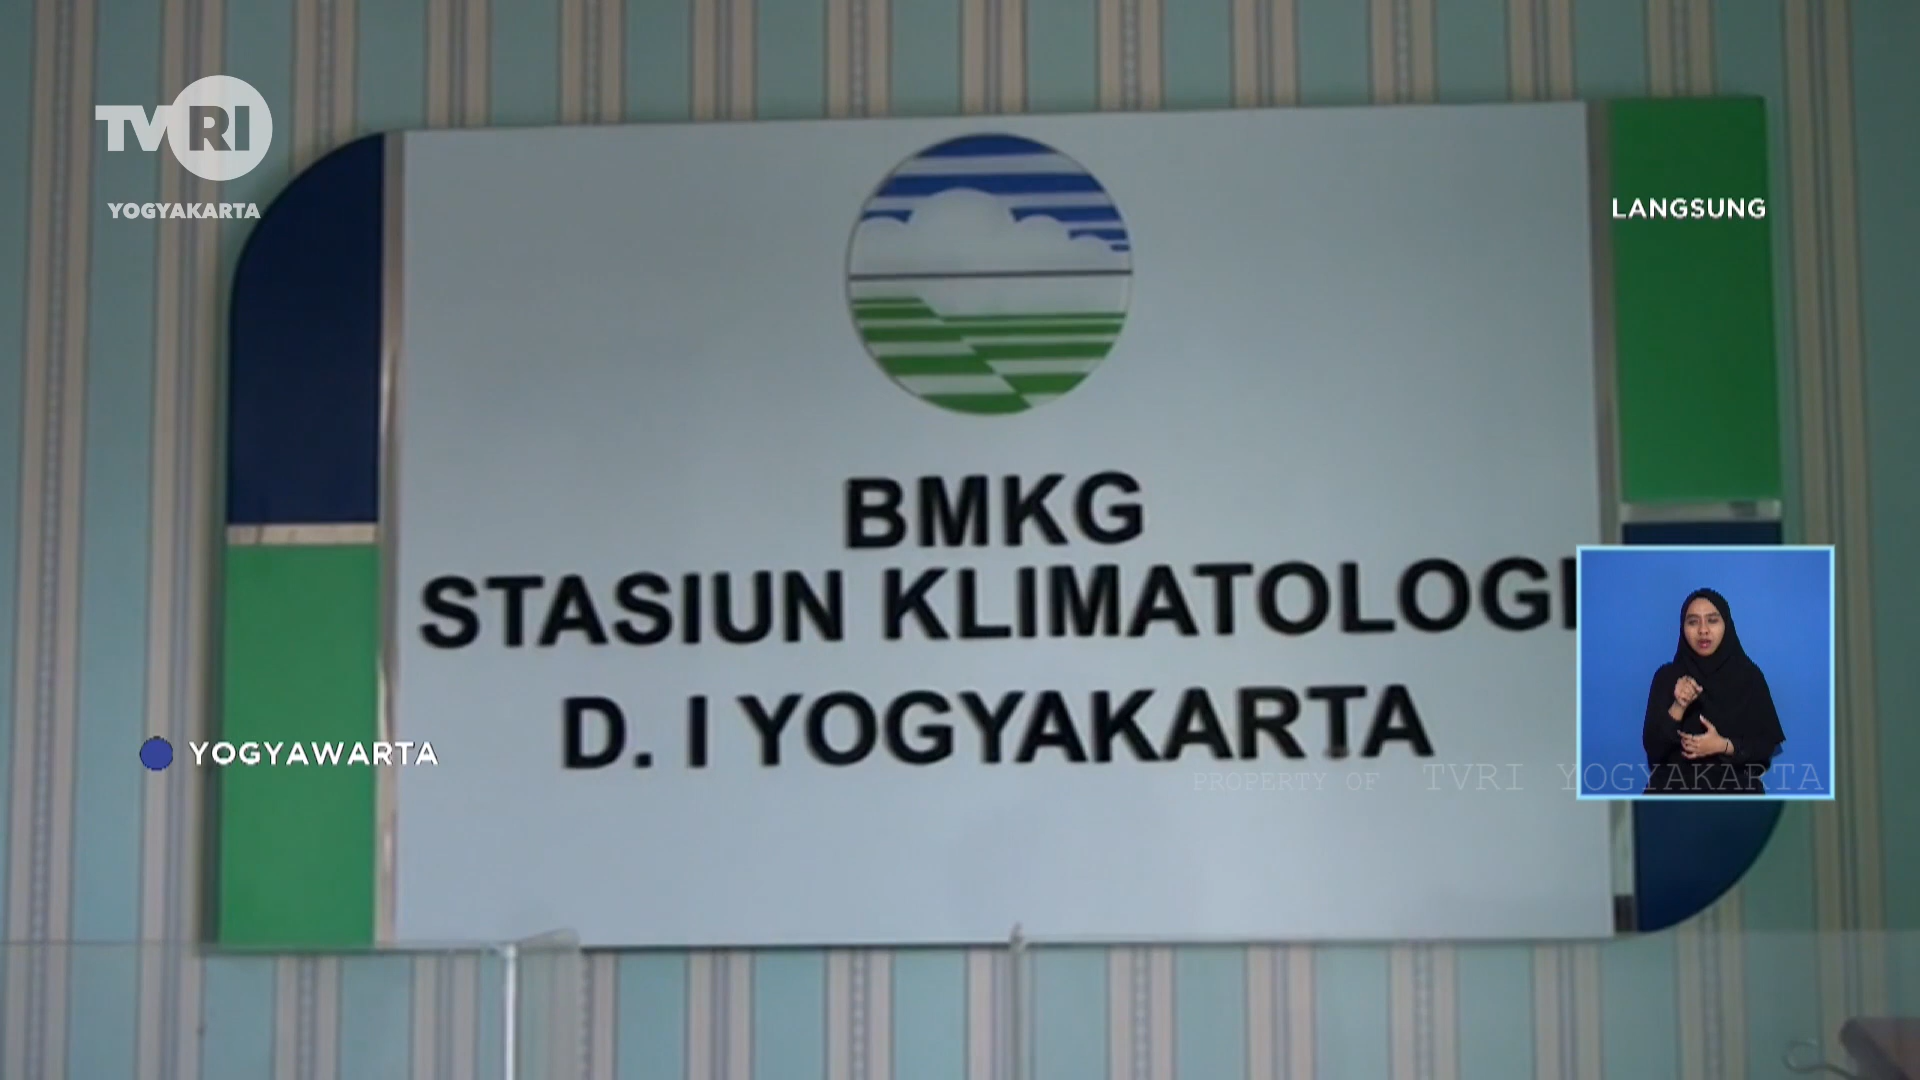 TVRI
YOGYAKARTA
LANGSUNG
BMKG
STASIUN KLIMATOLOGI
D. I YOGYAKARTA
YOGYAWARTA
PROPERTY OF TVRI YOGYAKARTA